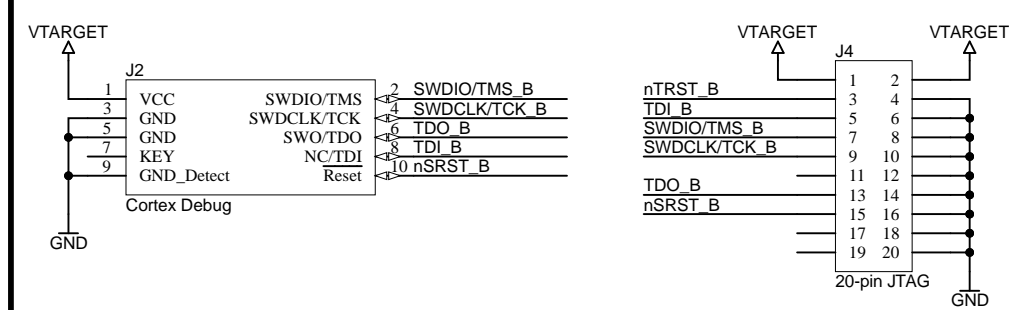 VTARGET
J2
1 VCC SWDIO/TMS 2 SWDIO/TMS_B
3 GND SWDCLK/TCK 4 SWDCLK/TCK_B
5 GND SWO/TDO 6 TDO_B
7 KEY NC/TDI 8 TDI_B
9 GND_Detect Reset 10 nSRST_B
Cortex Debug
GND
VTARGET VTARGET
J4
1 2
nTRST_B 3 4
TDI_B 5 6
SWDIO/TMS_B 7 8
SWDCLK/TCK_B 9 10
11 12
TDO_B 13 14
nSRST_B 15 16
17 18
19 20
20-pin JTAG
GND